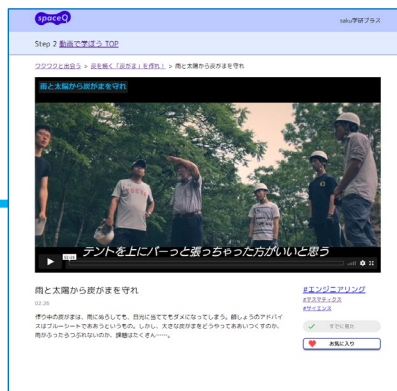 spaceQ
saku学研プラス
Step 2 動画で学ぼう TOP
ワクワクと出会う > 炭を焼く「炭がま」を作れ！ > 雨と太陽から炭がまを守れ
雨と太陽から炭がまを守れ
テントを上にバーっと張っちゃった方がいいと思う
02:26
雨と太陽から炭がまを守れ
02:26
作り中の炭がまは、雨にぬらしても、日光に当ててもダメになってしまう。師しょうのアドバイ
スはブルーシートでおおうというもの。しかし、大きな炭がまをどうやっておおいつくすのか、
雨がふったらつぶれないのか、課題はたくさん……。
#エンジニアリング
#マスマティックス
#サイエンス
すでに見た
お気に入り